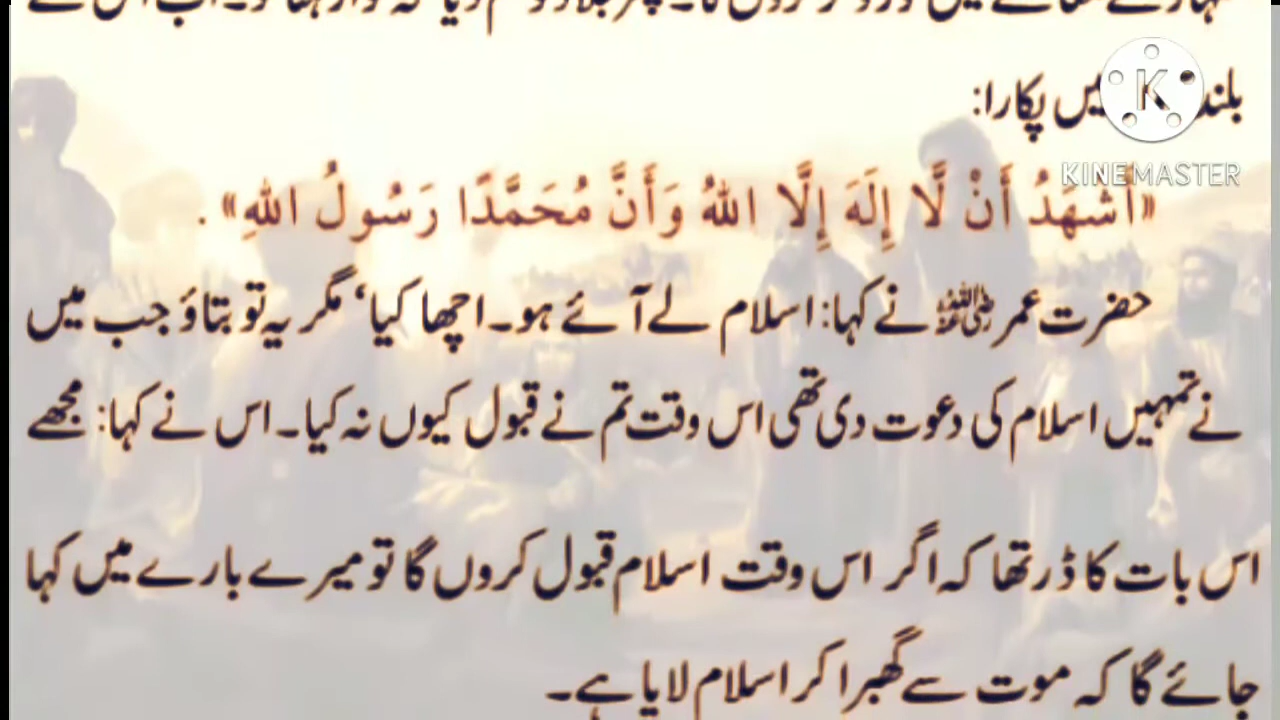 بلند میں پکارا:
KINEMASTER
«أَشْهَدُ أَنْ لَّا إِلَهَ إِلَّا اللهُ وَأَنَّ مُحَمَّدًا رَسُولُ اللهِ».
حضرت عمر رضی اللہ عنہ نے کہا: اسلام لے آئے ہو۔ اچھا کیا، مگر یہ تو بتاؤ جب میں
نے تمہیں اسلام کی دعوت دی تھی اس وقت تم نے قبول کیوں نہ کیا۔ اس نے کہا: مجھے
اس بات کا ڈر تھا کہ اگر اس وقت اسلام قبول کروں گا تو میرے بارے میں کہا
جائے گا کہ موت سے گھبرا کر اسلام لایا ہے۔